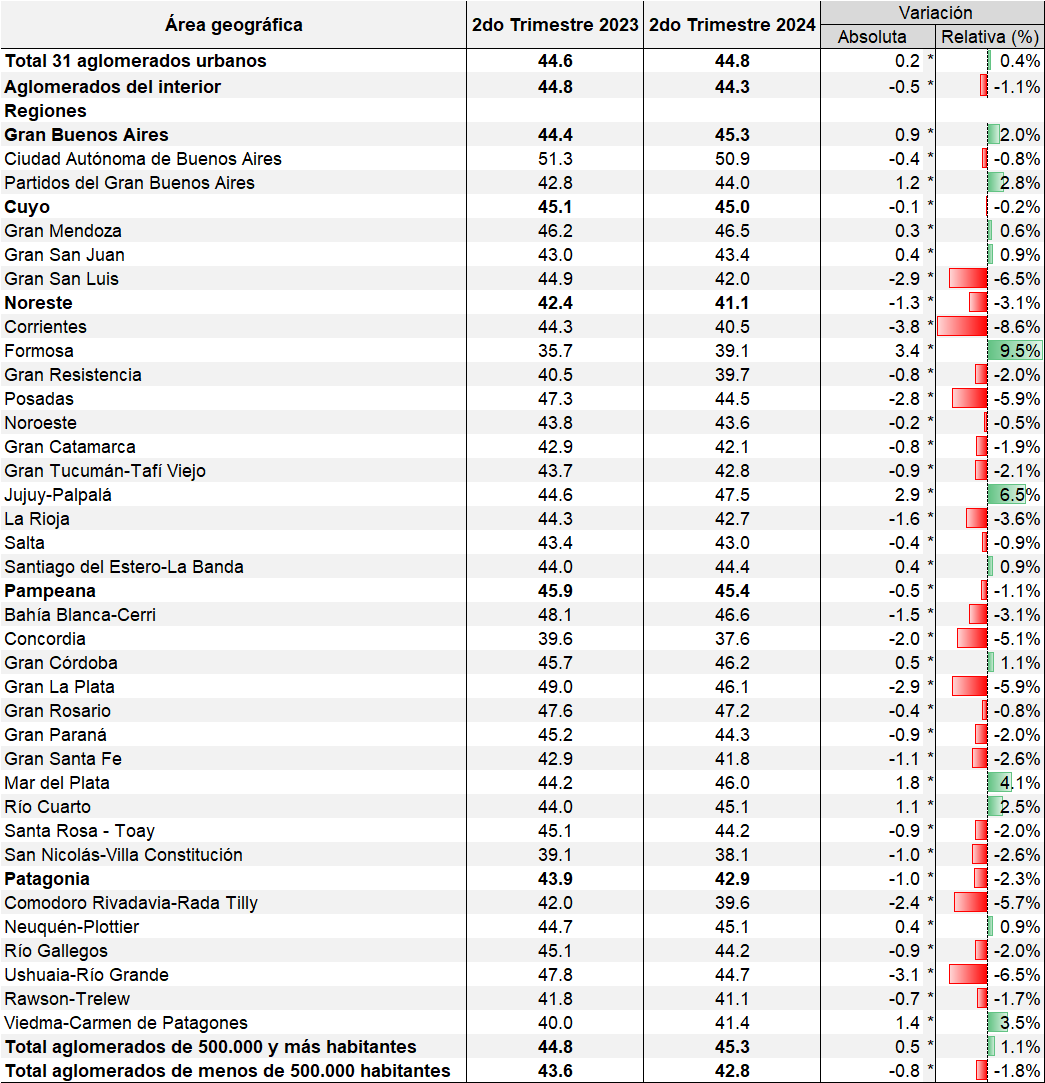 Área geográfica 2do Trimestre 2023 2do Trimestre 2024 Variación
Absoluta Relativa (%)
Total 31 aglomerados urbanos 44.6 44.8 0.2 * 0.4%
Aglomerados del interior 44.8 44.3 -0.5 * -1.1%
Regiones
Gran Buenos Aires 44.4 45.3 0.9 * 2.0%
Ciudad Autónoma de Buenos Aires 51.3 50.9 -0.4 * -0.8%
Partidos del Gran Buenos Aires 42.8 44.0 1.2 * 2.8%
Cuyo 45.1 45.0 -0.1 * -0.2%
Gran Mendoza 46.2 46.5 0.3 * 0.6%
Gran San Juan 43.0 43.4 0.4 * 0.9%
Gran San Luis 44.9 42.0 -2.9 * -6.5%
Noreste 42.4 41.1 -1.3 * -3.1%
Corrientes 44.3 40.5 -3.8 * -8.6%
Formosa 35.7 39.1 3.4 * 9.5%
Gran Resistencia 40.5 39.7 -0.8 * -2.0%
Posadas 47.3 44.5 -2.8 * -5.9%
Noroeste 43.8 43.6 -0.2 * -0.5%
Gran Catamarca 42.9 42.1 -0.8 * -1.9%
Gran Tucumán-Tafí Viejo 43.7 42.8 -0.9 * -2.1%
Jujuy-Palpalá 44.6 47.5 2.9 * 6.5%
La Rioja 44.3 42.7 -1.6 * -3.6%
Salta 43.4 43.0 -0.4 * -0.9%
Santiago del Estero-La Banda 44.0 44.4 0.4 * 0.9%
Pampeana 45.9 45.4 -0.5 * -1.1%
Bahía Blanca-Cerri 48.1 46.6 -1.5 * -3.1%
Concordia 39.6 37.6 -2.0 * -5.1%
Gran Córdoba 45.7 46.2 0.5 * 1.1%
Gran La Plata 49.0 46.1 -2.9 * -5.9%
Gran Rosario 47.6 47.2 -0.4 * -0.8%
Gran Paraná 45.2 44.3 -0.9 * -2.0%
Gran Santa Fe 42.9 41.8 -1.1 * -2.6%
Mar del Plata 44.2 46.0 1.8 * 4.1%
Río Cuarto 44.0 45.1 1.1 * 2.5%
Santa Rosa - Toay 45.1 44.2 -0.9 * -2.0%
San Nicolás-Villa Constitución 39.1 38.1 -1.0 * -2.6%
Patagonia 43.9 42.9 -1.0 * -2.3%
Comodoro Rivadavia-Rada Tilly 42.0 39.6 -2.4 * -5.7%
Neuquén-Plottier 44.7 45.1 0.4 * 0.9%
Río Gallegos 45.1 44.2 -0.9 * -2.0%
Ushuaia-Río Grande 47.8 44.7 -3.1 * -6.5%
Rawson-Trelew 41.8 41.1 -0.7 * -1.7%
Viedma-Carmen de Patagones 40.0 41.4 1.4 * 3.5%
Total aglomerados de 500.000 y más habitantes 44.8 45.3 0.5 * 1.1%
Total aglomerados de menos de 500.000 habitantes 43.6 42.8 -0.8 * -1.8%